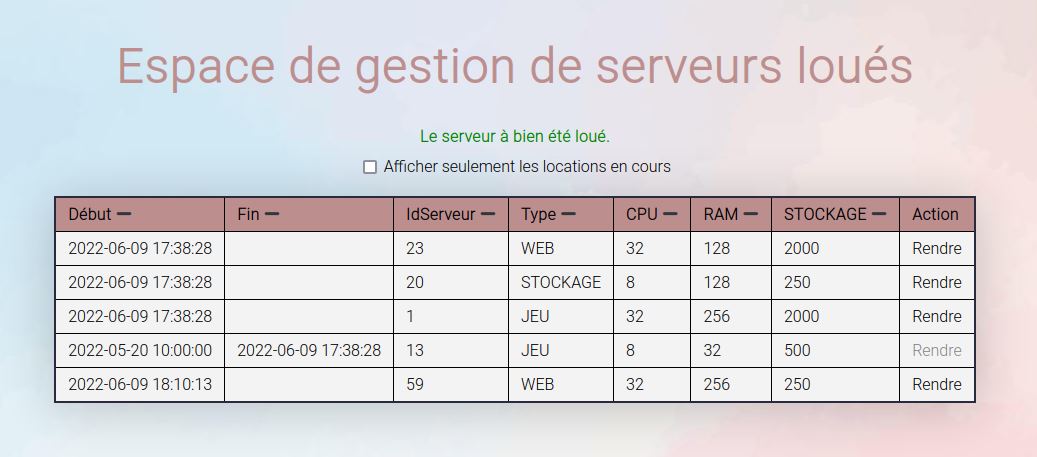 Espace de gestion de serveurs loués
Le serveur à bien été loué.
Afficher seulement les locations en cours
Début Fin IdServeur Type CPU RAM STOCKAGE Action
2022-06-09 17:38:28 23 WEB 32 128 2000 Rendre
2022-06-09 17:38:28 20 STOCKAGE 8 128 250 Rendre
2022-06-09 17:38:28 1 JEU 32 256 2000 Rendre
2022-05-20 10:00:00 2022-06-09 17:38:28 13 JEU 8 32 500 Rendre
2022-06-09 18:10:13 59 WEB 32 256 250 Rendre